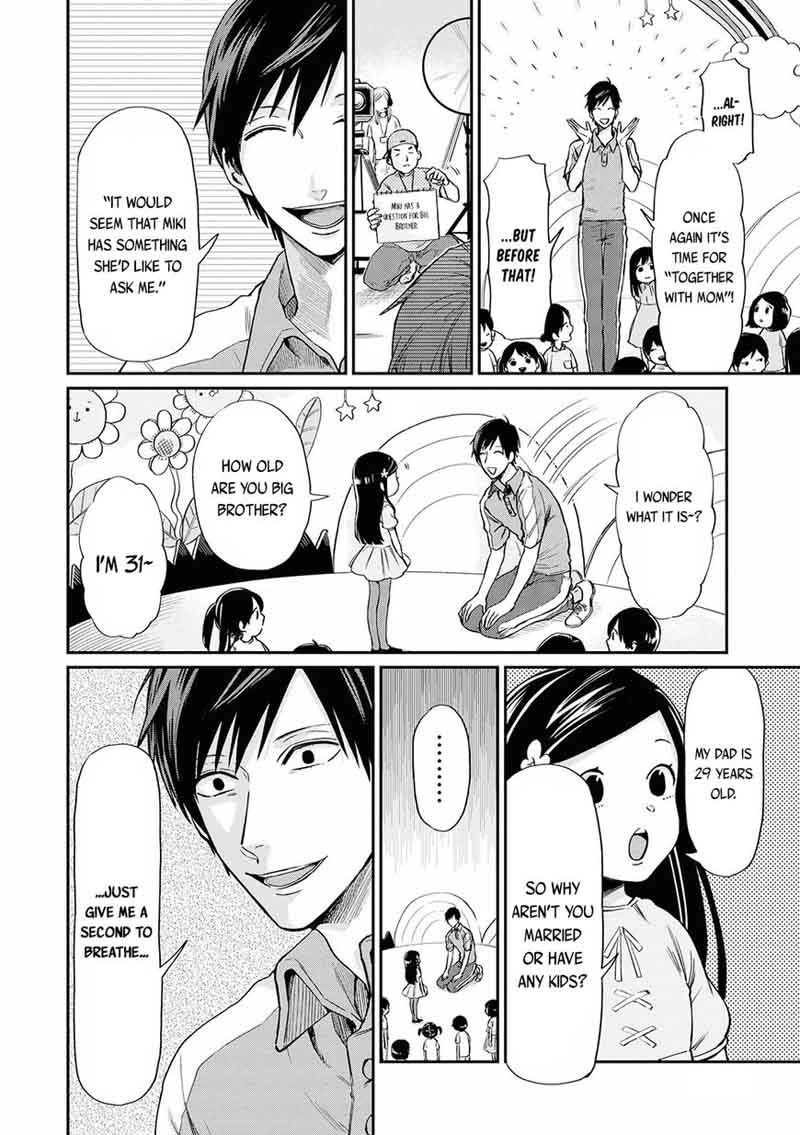 ...AL-
RIGHT!
ONCE
AGAIN IT'S
TIME FOR
"TOGETHER
WITH MOM"!
...BUT
BEFORE
THAT!
MIKI HAS A
QUESTION FOR BIG
BROTHER
"IT WOULD
SEEM THAT MIKI
HAS SOMETHING
SHE'D LIKE TO
ASK ME."
I WONDER
WHAT IT IS~?
HOW OLD
ARE YOU BIG
BROTHER?
I'M 31~
MY DAD IS
29 YEARS
OLD.
SO WHY
AREN'T YOU
MARRIED
OR HAVE
ANY KIDS?
........
...JUST
GIVE ME A
SECOND TO
BREATHE...